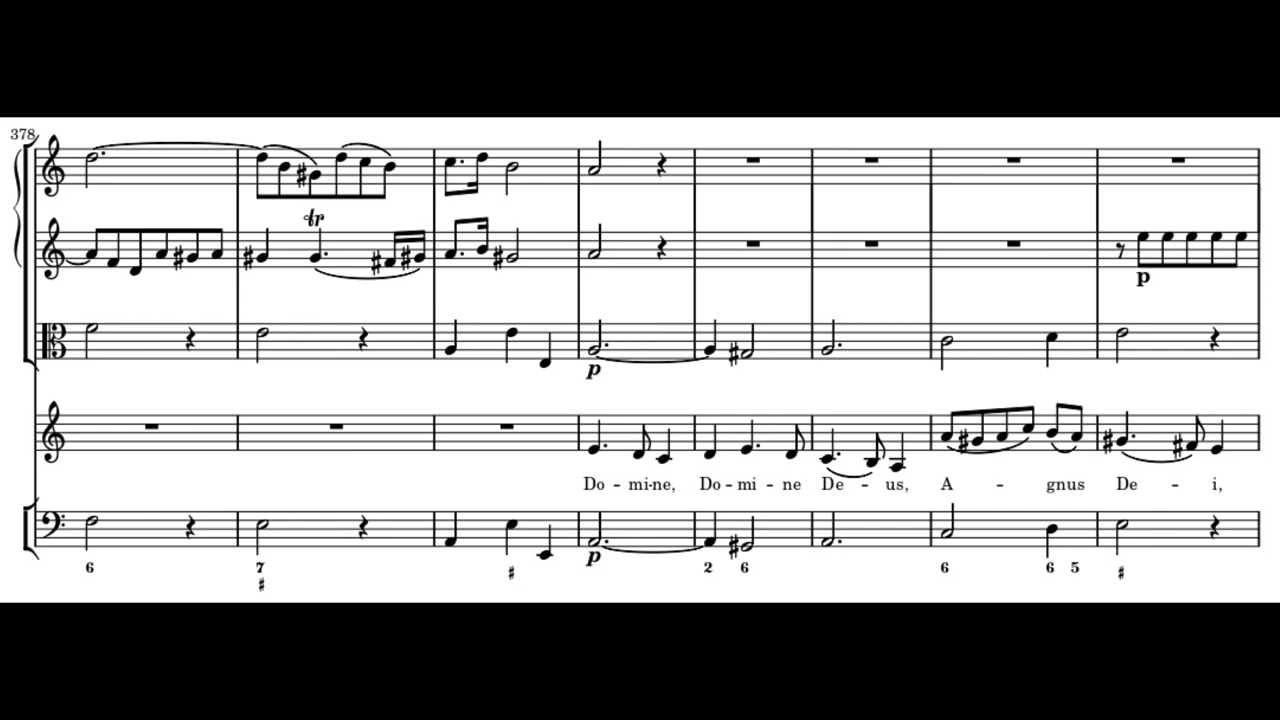 378
tr
p
p
Do - mi-ne, Do - mi - ne De - us, A - gnus De - i,
p
6 7 # # 2 6 6 6 5 #